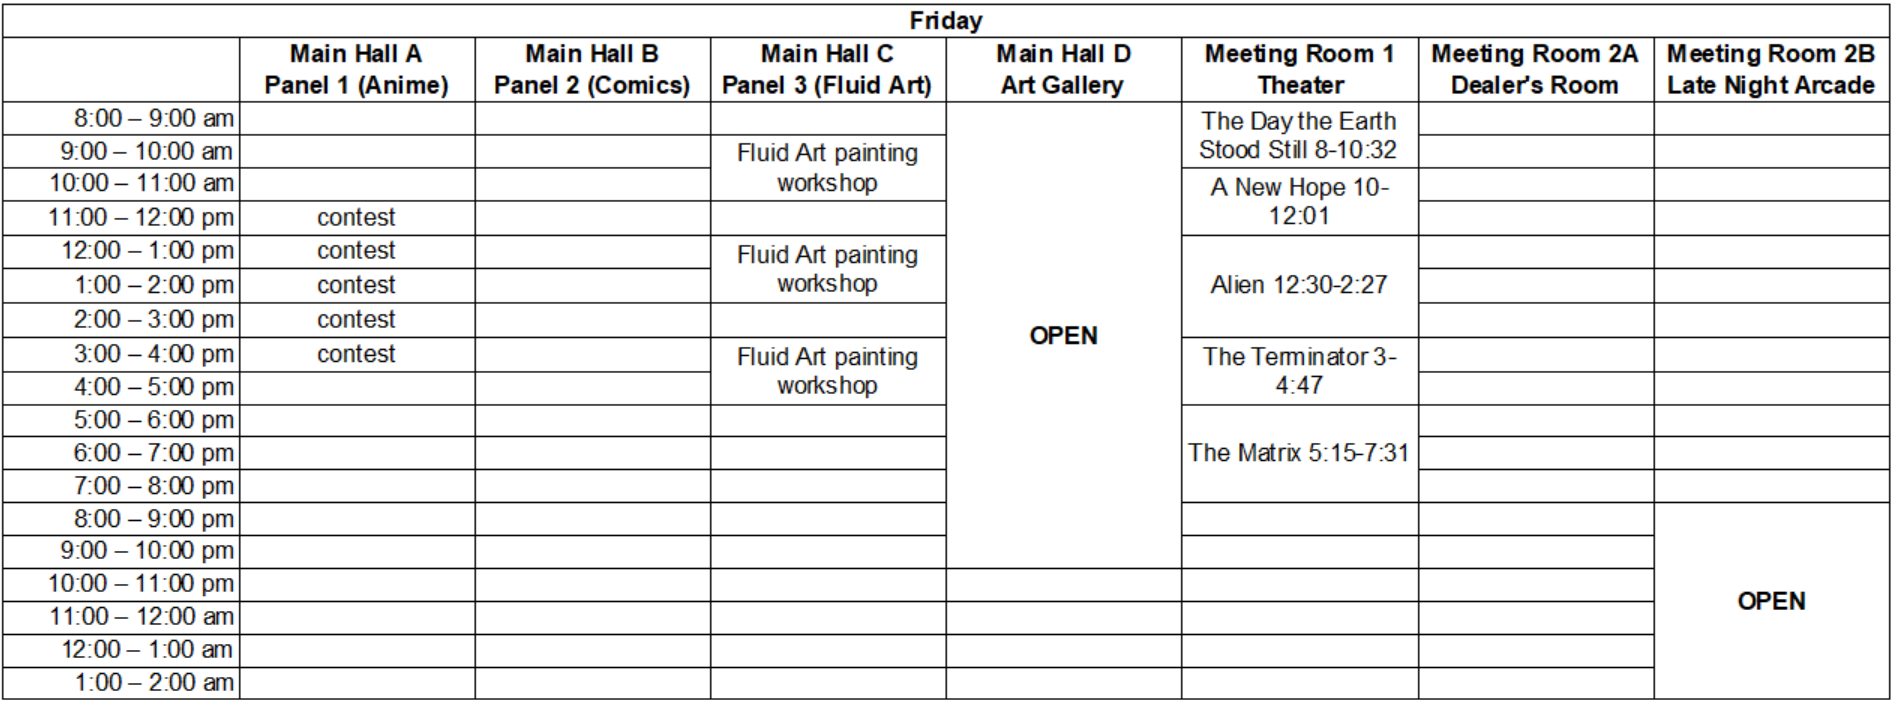 Friday
Main Hall A
Panel 1 (Anime)
Main Hall B
Panel 2 (Comics)
Main Hall C
Panel 3 (Fluid Art)
Main Hall D
Art Gallery
Meeting Room 1
Theater
Meeting Room 2A
Dealer's Room
Meeting Room 2B
Late Night Arcade
8:00 – 9:00 am
The Day the Earth
Stood Still 8-10:32
9:00 – 10:00 am
Fluid Art painting
workshop
10:00 – 11:00 am
A New Hope 10-
12:01
11:00 – 12:00 pm
contest
12:00 – 1:00 pm
contest
Fluid Art painting
workshop
1:00 – 2:00 pm
contest
Alien 12:30-2:27
2:00 – 3:00 pm
contest
OPEN
3:00 – 4:00 pm
contest
Fluid Art painting
workshop
The Terminator 3-
4:47
4:00 – 5:00 pm
5:00 – 6:00 pm
6:00 – 7:00 pm
The Matrix 5:15-7:31
7:00 – 8:00 pm
8:00 – 9:00 pm
9:00 – 10:00 pm
10:00 – 11:00 pm
11:00 – 12:00 am
OPEN
12:00 – 1:00 am
1:00 – 2:00 am